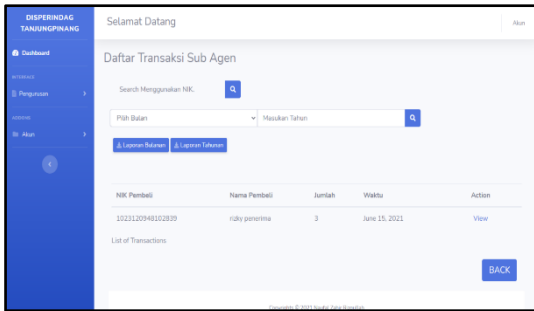 DISPERINDAG
TANJUNGPINANG
Selamat Datang
Akun
Dashboard
INTERFACE
Pengurusan
Akun
Daftar Transaksi Sub Agen
Search Menggunakan NIK.
Pilih Bulan
Masukan Tahun
Laporan Bulanan
Laporan Tahunan
NIK Pembeli Nama Pembeli Jumlah Waktu Action
1023120948102839 rizky penerima 3 June 15, 2021 View
List of Transactions
BACK
Copyrights © 2021